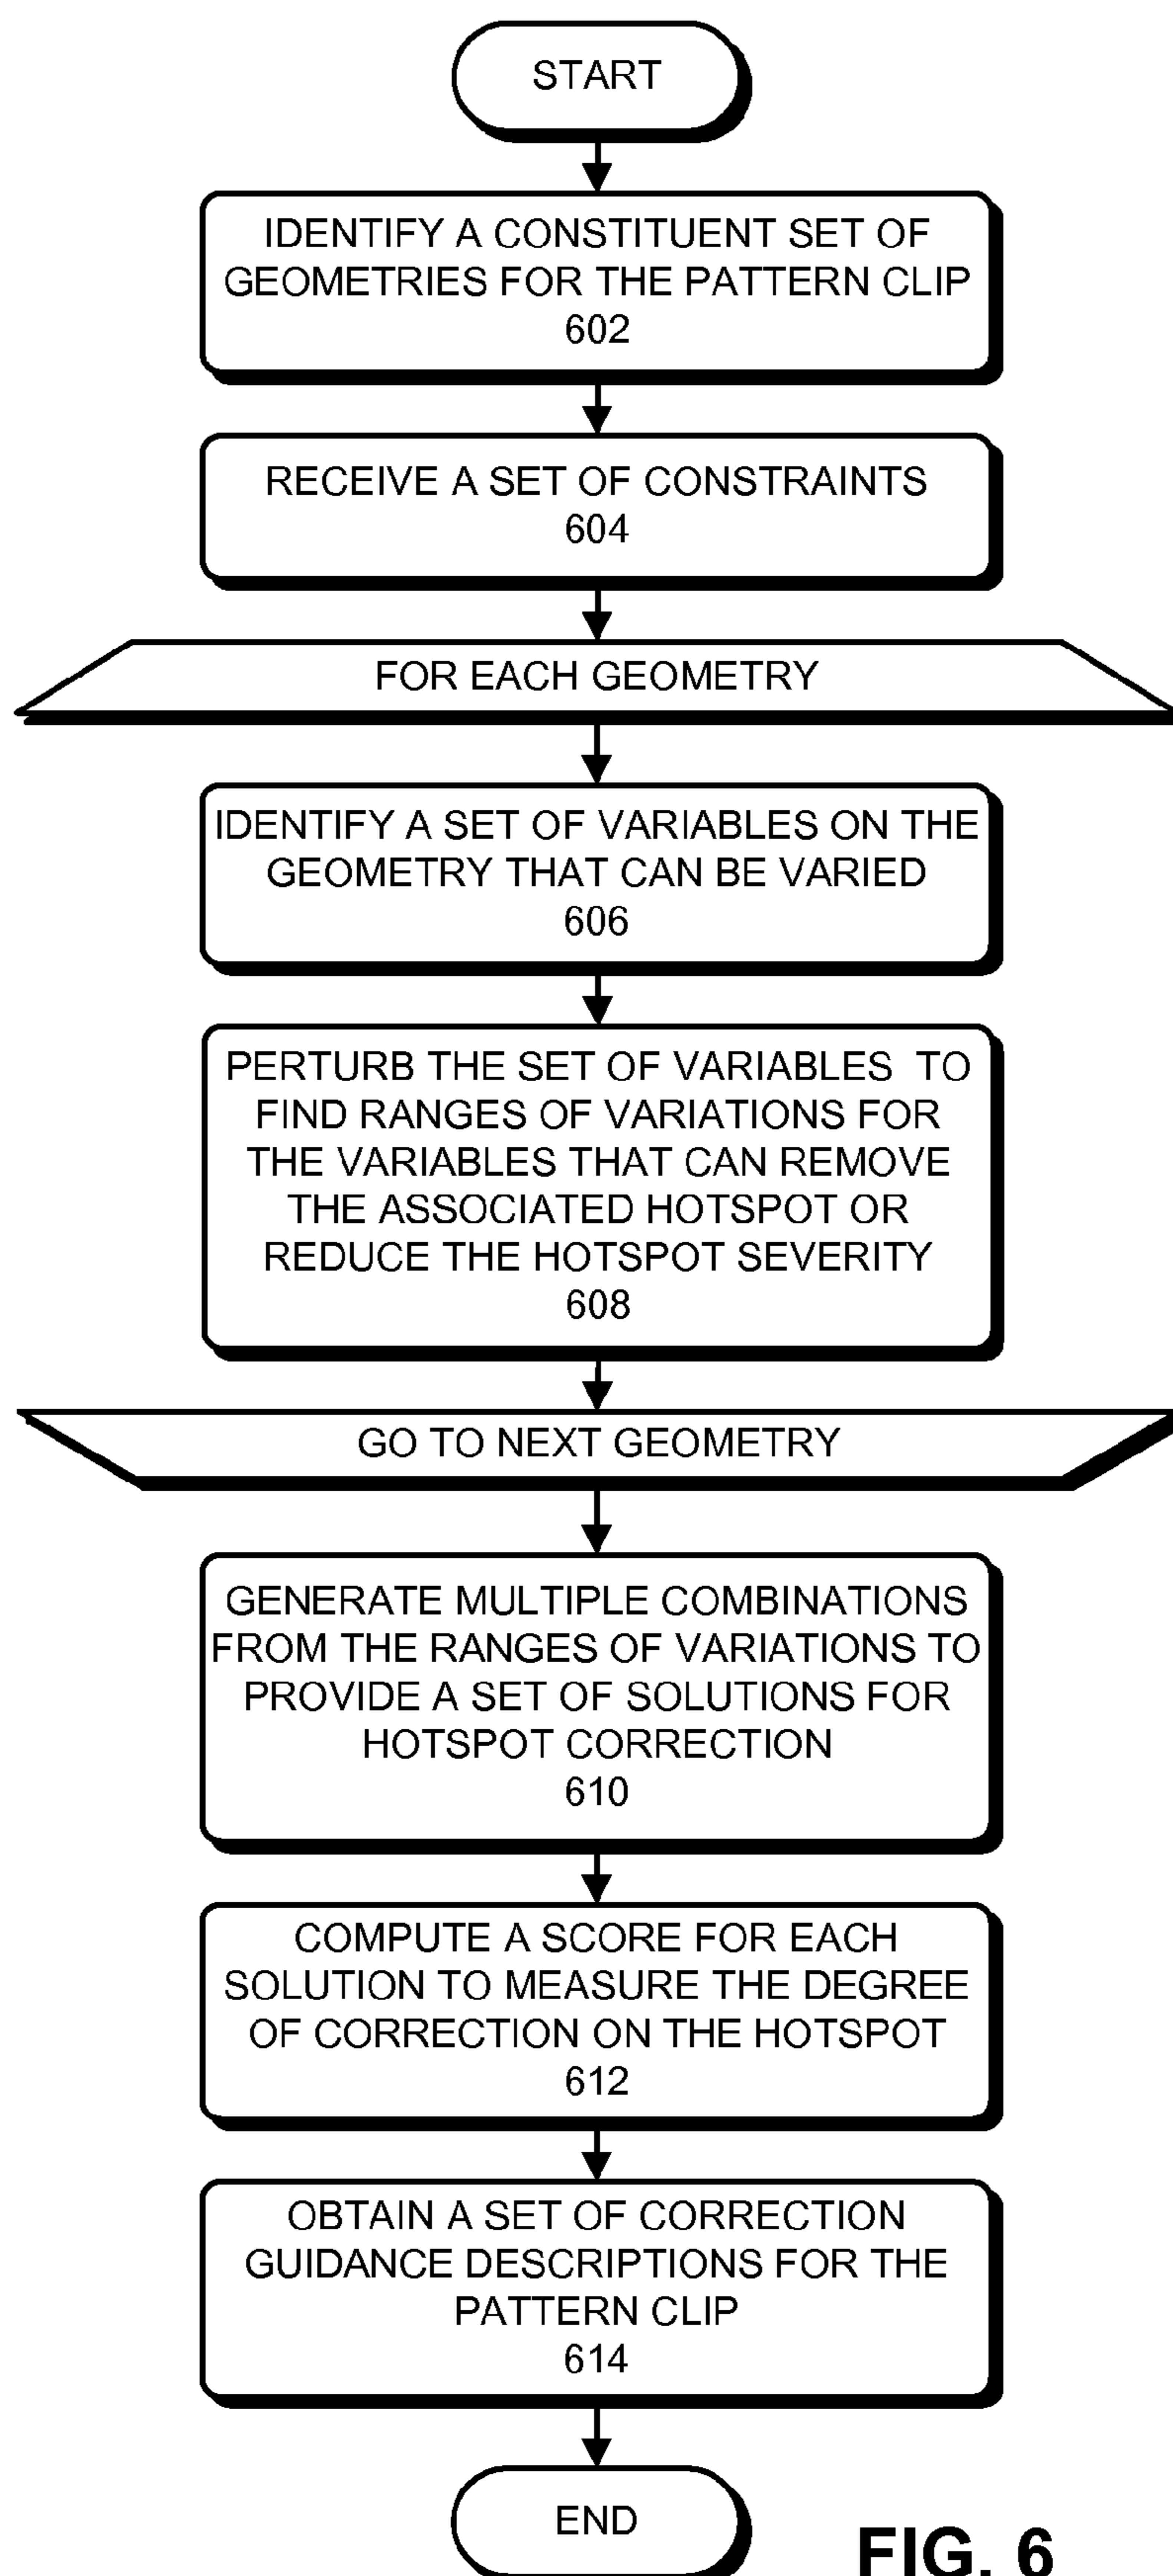 START
IDENTIFY A CONSTITUENT SET OF
GEOMETRIES FOR THE PATTERN CLIP
602
RECEIVE A SET OF CONSTRAINTS
604
FOR EACH GEOMETRY
IDENTIFY A SET OF VARIABLES ON THE
GEOMETRY THAT CAN BE VARIED
606
PERTURB THE SET OF VARIABLES TO
FIND RANGES OF VARIATIONS FOR
THE VARIABLES THAT CAN REMOVE
THE ASSOCIATED HOTSPOT OR
REDUCE THE HOTSPOT SEVERITY
608
GO TO NEXT GEOMETRY
GENERATE MULTIPLE COMBINATIONS
FROM THE RANGES OF VARIATIONS TO
PROVIDE A SET OF SOLUTIONS FOR
HOTSPOT CORRECTION
610
COMPUTE A SCORE FOR EACH
SOLUTION TO MEASURE THE DEGREE
OF CORRECTION ON THE HOTSPOT
612
OBTAIN A SET OF CORRECTION
GUIDANCE DESCRIPTIONS FOR THE
PATTERN CLIP
614
END
FIG. 6